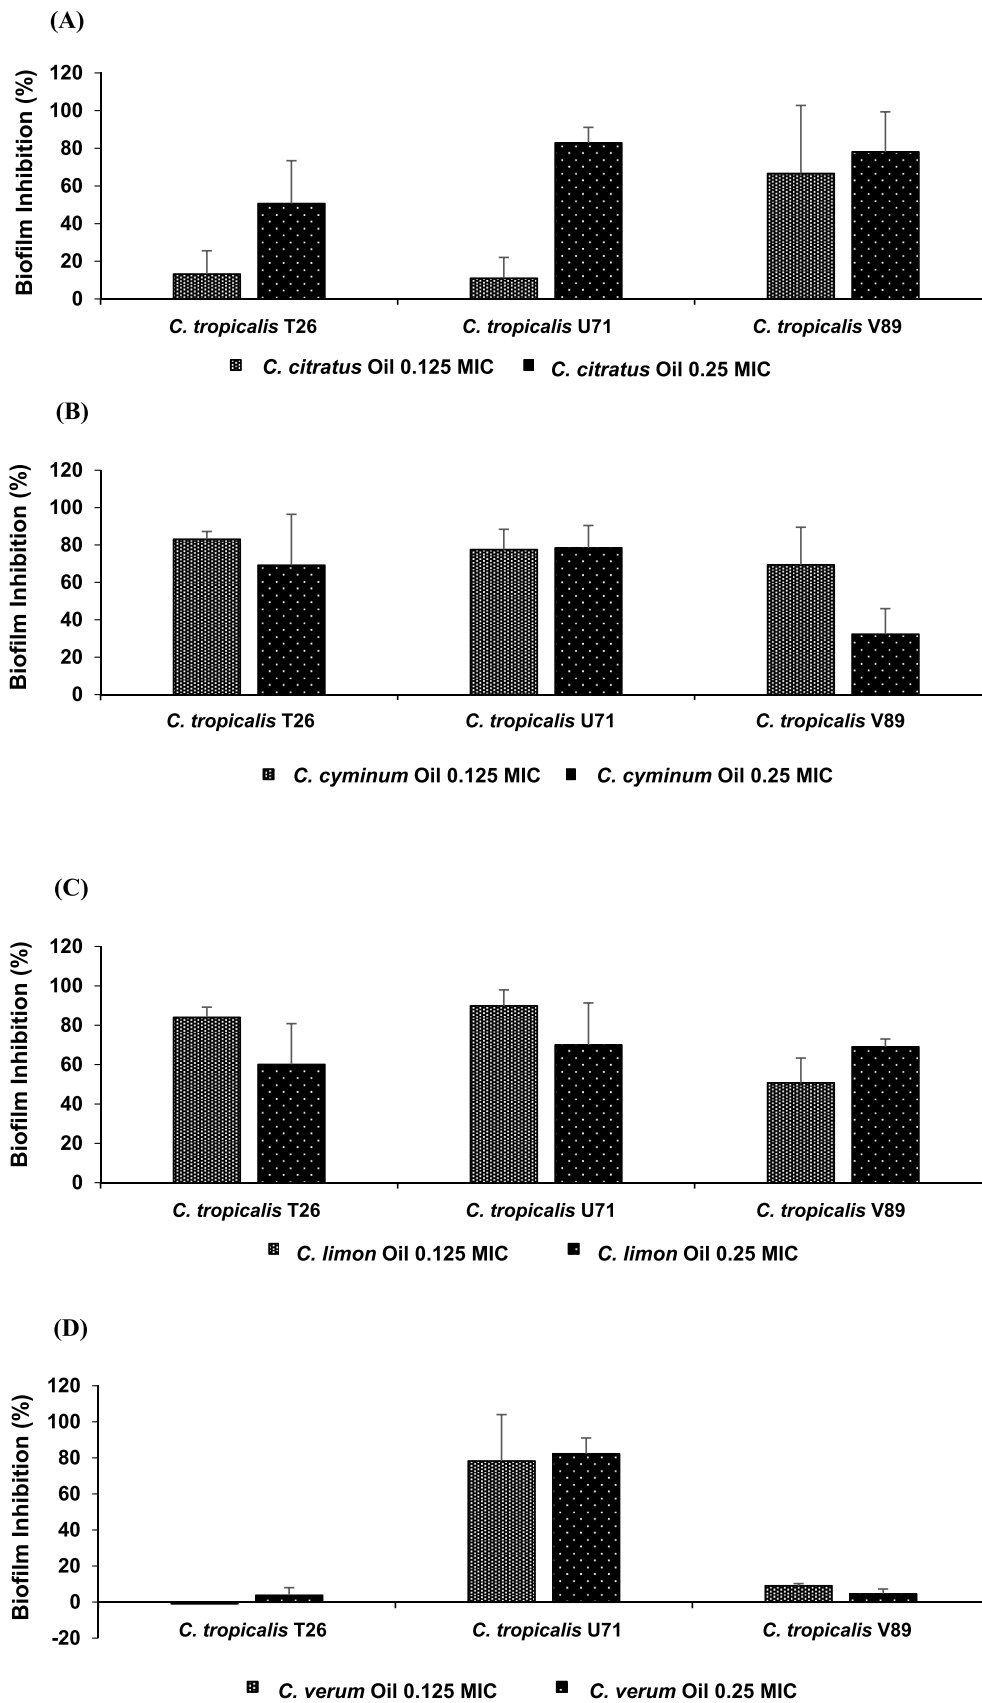 (A)
Biofilm Inhibition (%)
120
100
80
60
40
20
0
C. tropicalis T26 C. tropicalis U71 C. tropicalis V89
C. citratus Oil 0.125 MIC C. citratus Oil 0.25 MIC
(B)
Biofilm Inhibition (%)
120
100
80
60
40
20
0
C. tropicalis T26 C. tropicalis U71 C. tropicalis V89
C. cyminum Oil 0.125 MIC C. cyminum Oil 0.25 MIC
(C)
Biofilm Inhibition (%)
120
100
80
60
40
20
0
C. tropicalis T26 C. tropicalis U71 C. tropicalis V89
C. limon Oil 0.125 MIC C. limon Oil 0.25 MIC
(D)
Biofilm Inhibition (%)
120
100
80
60
40
20
0
-20
C. tropicalis T26 C. tropicalis U71 C. tropicalis V89
C. verum Oil 0.125 MIC C. verum Oil 0.25 MIC